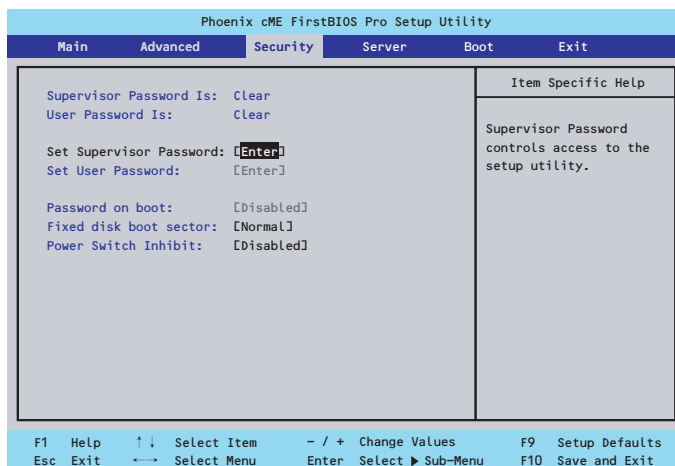 Phoenix cME FirstBIOS Pro Setup Utility
Main Advanced Security Server Boot Exit
Supervisor Password Is: Clear
User Password Is: Clear
Set Supervisor Password: [Enter]
Set User Password: [Enter]
Password on boot: [Disabled]
Fixed disk boot sector: [Normal]
Power Switch Inhibit: [Disabled]
Item Specific Help
Supervisor Password
controls access to the
setup utility.
F1 Help ↑↓ Select Item - / + Change Values F9 Setup Defaults
Esc Exit ←→ Select Menu Enter Select ▶ Sub-Menu F10 Save and Exit